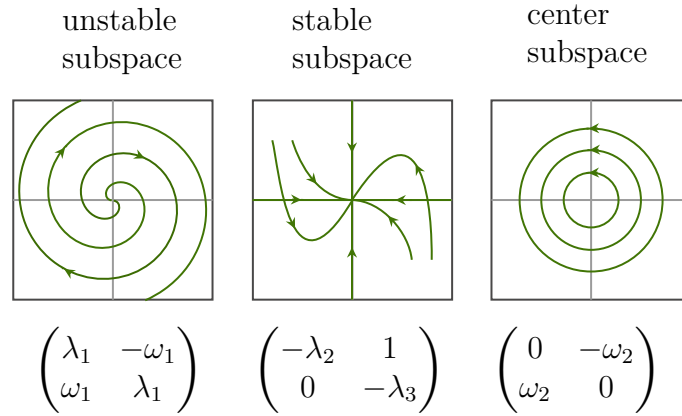 unstable
subspace
stable
subspace
center
subspace
λ₁ −ω₁
ω₁ λ₁
−λ₂ 1
0 −λ₃
0 −ω₂
ω₂ 0